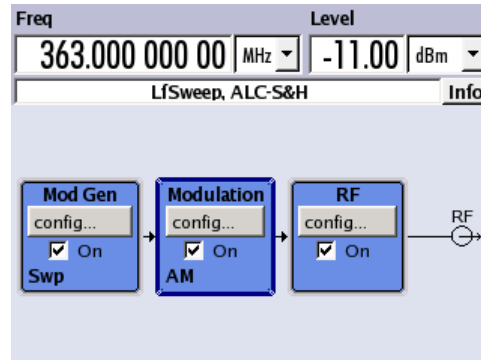 Freq Level
363.000 000 00 MHz -11.00 dBm
LfSweep, ALC-S&H Info
Mod Gen Modulation RF
config... config... config... RF
On On On
Swp AM